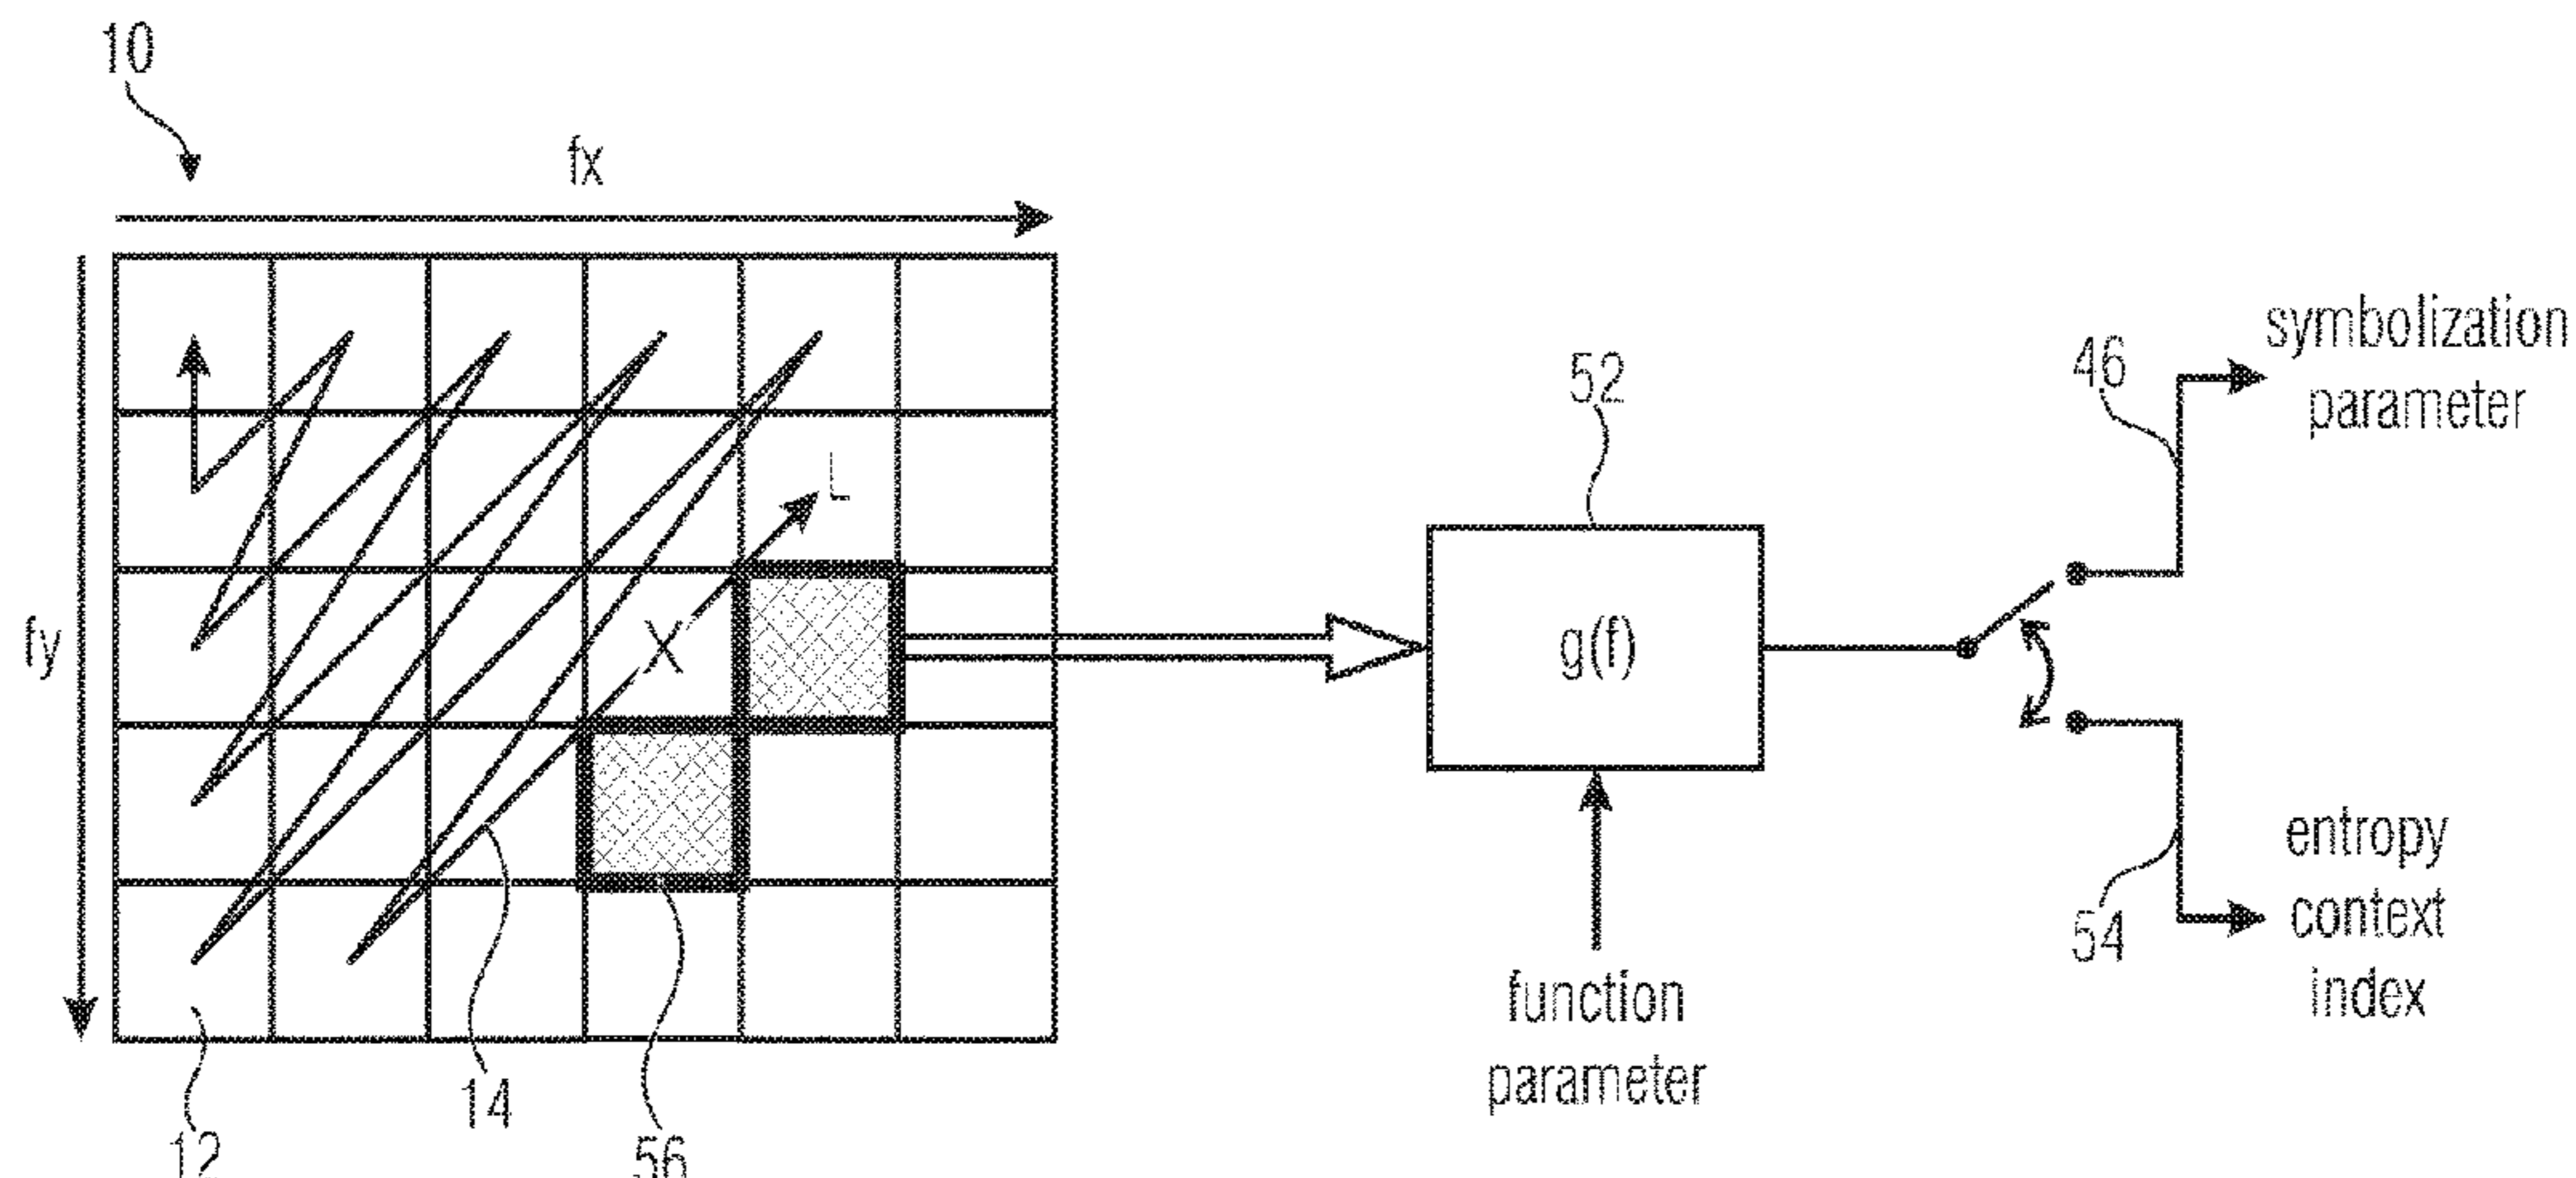 10
fx
fy
L
X
12
14
56
52
g(f)
function
parameter
46
symbolization
parameter
54
entropy
context
index